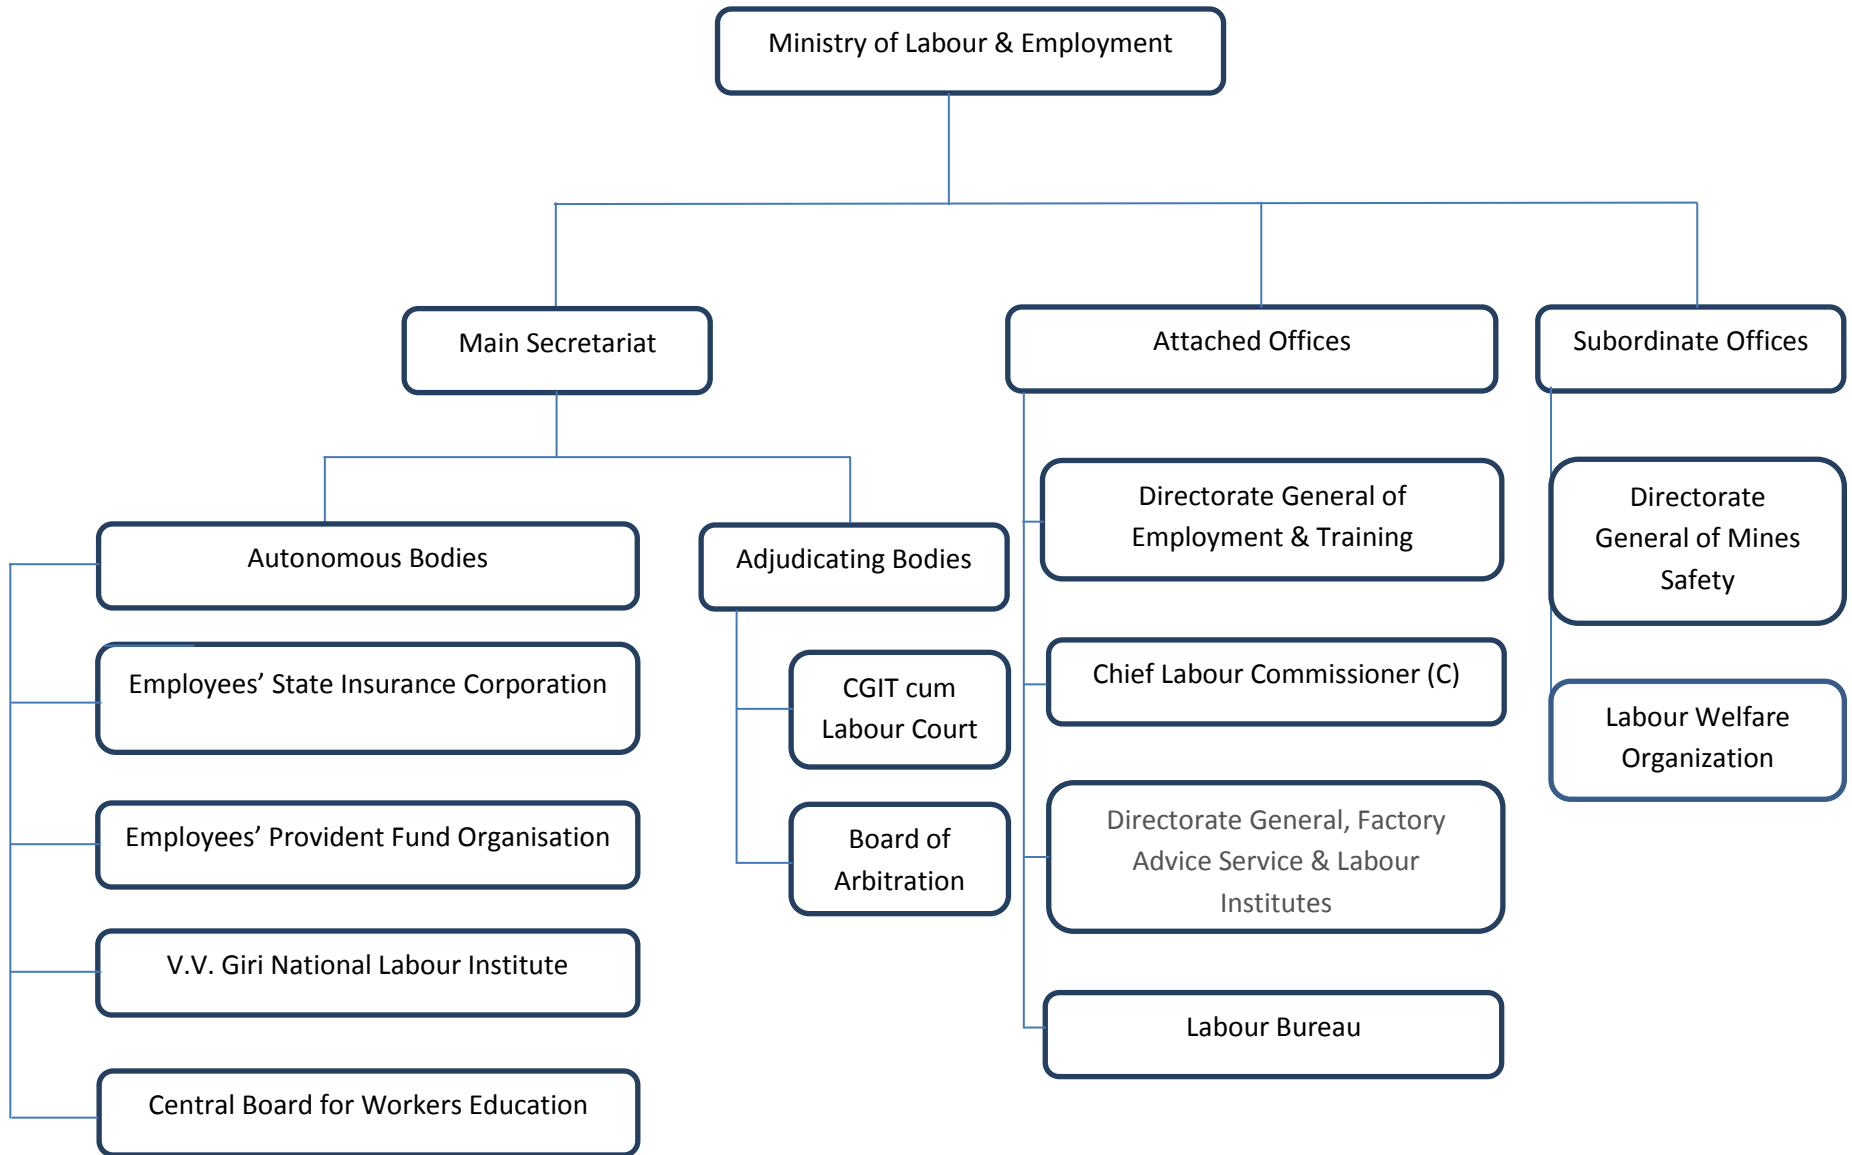 Ministry of Labour & Employment
Main Secretariat
Attached Offices
Subordinate Offices
Autonomous Bodies
Employees’ State Insurance Corporation
Employees’ Provident Fund Organisation
V.V. Giri National Labour Institute
Central Board for Workers Education
Adjudicating Bodies
CGIT cum
Labour Court
Board of
Arbitration
Directorate General of
Employment & Training
Chief Labour Commissioner (C)
Directorate General, Factory
Advice Service & Labour
Institutes
Labour Bureau
Directorate
General of Mines
Safety
Labour Welfare
Organization